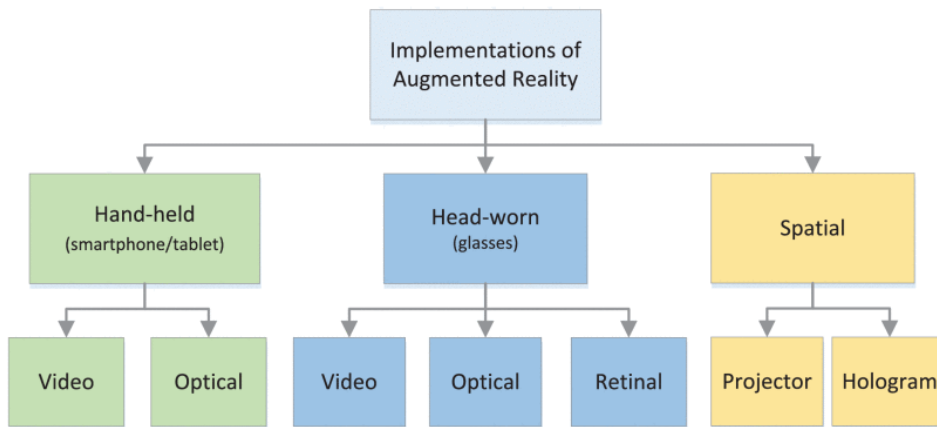 Implementations of
Augmented Reality
Hand-held
(smartphone/tablet)
Head-worn
(glasses)
Spatial
Video
Optical
Video
Optical
Retinal
Projector
Hologram